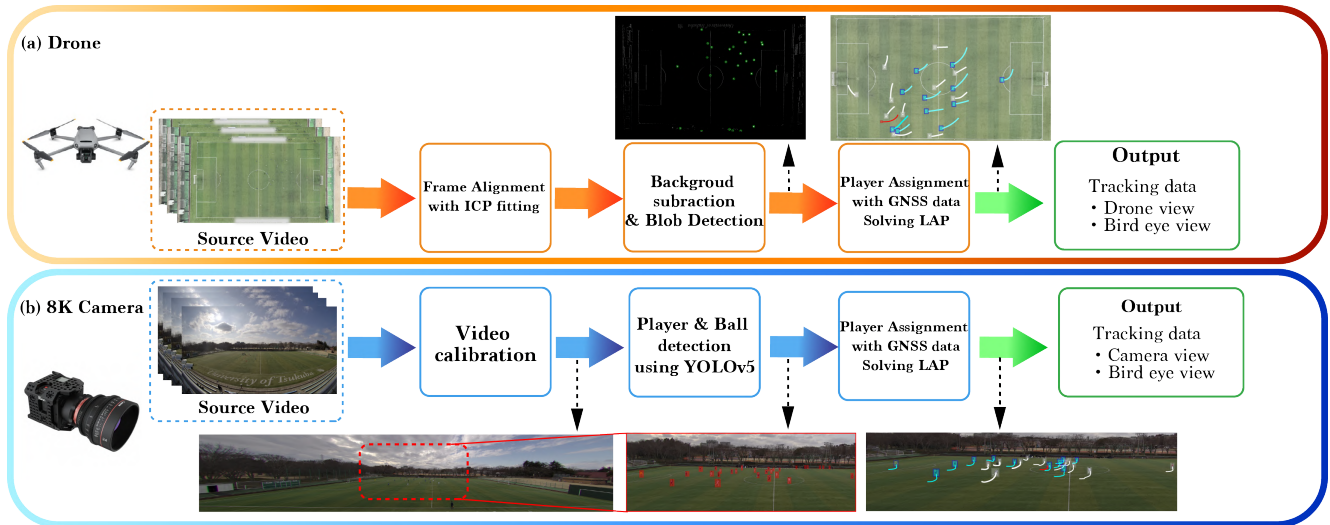 (a) Drone
Source Video
Frame Alignment
with ICP fitting
Backgroud
subraction
& Blob Detection
Player Assignment
with GNSS data
Solving LAP
Output
Tracking data
・Drone view
・Bird eye view
(b) 8K Camera
Source Video
Video
calibration
Player & Ball
detection
using YOLOv5
Player Assignment
with GNSS data
Solving LAP
Output
Tracking data
・Camera view
・Bird eye view